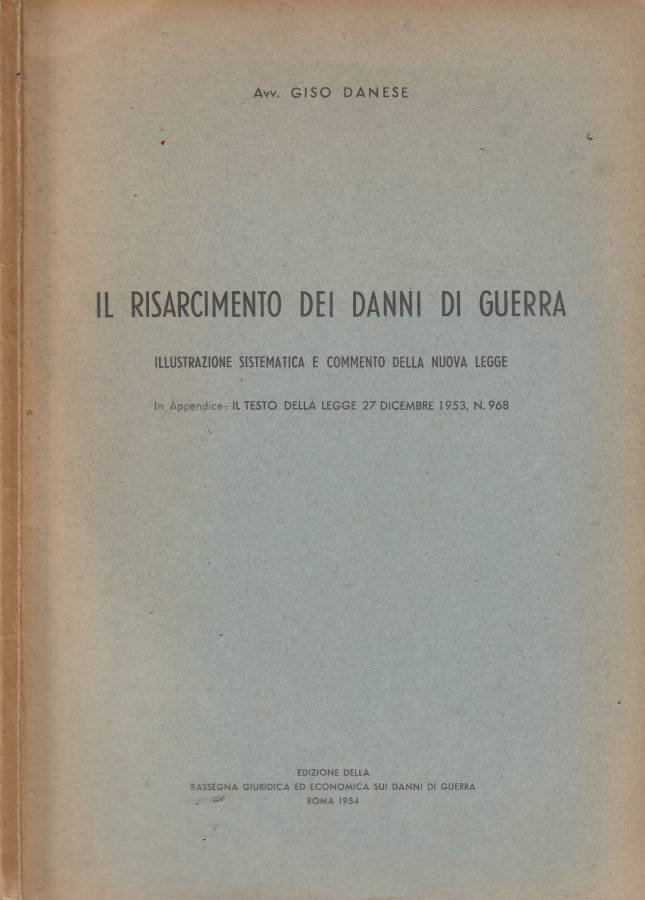 Avv. GISO DANESE
IL RISARCIMENTO DEI DANNI DI GUERRA
ILLUSTRAZIONE SISTEMATICA E COMMENTO DELLA NUOVA LEGGE
In Appendice: IL TESTO DELLA LEGGE 27 DICEMBRE 1953, N. 968
EDIZIONE DELLA
RASSEGNA GIURIDICA ED ECONOMICA SUI DANNI DI GUERRA
ROMA 1954